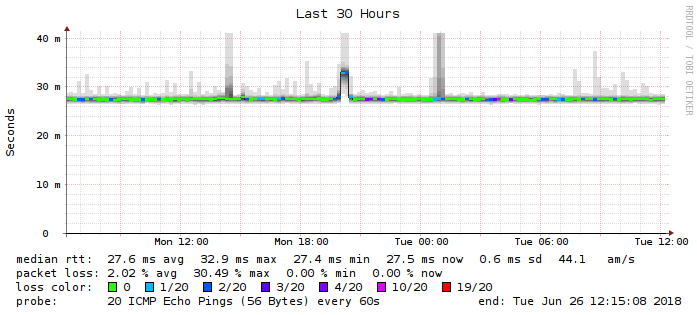 Last 30 Hours
RRDTOOL / TOBI OETIKER
Seconds
40 m
30 m
20 m
10 m
0
Mon 12:00 Mon 18:00 Tue 00:00 Tue 06:00 Tue 12:00
median rtt: 27.6 ms avg 32.9 ms max 27.4 ms min 27.5 ms now 0.6 ms sd 44.1 am/s
packet loss: 2.02 % avg 30.49 % max 0.00 % min 0.00 % now
loss color: 0 1/20 2/20 3/20 4/20 10/20 19/20
probe: 20 ICMP Echo Pings (56 Bytes) every 60s end: Tue Jun 26 12:15:08 2018